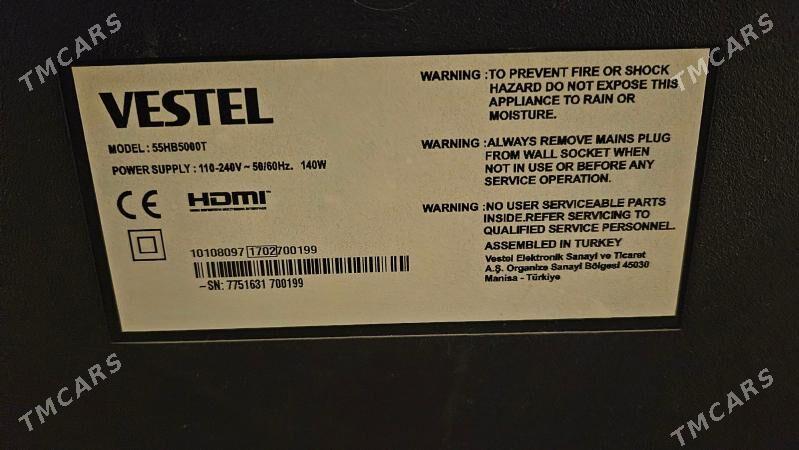 VESTEL
MODEL : 55HB5000T
POWER SUPPLY : 110-240V ~ 50/60Hz. 140W
CE HDMI
10108097 1702 700199
~SN: 7751631 700199
WARNING :TO PREVENT FIRE OR SHOCK
HAZARD DO NOT EXPOSE THIS
APPLIANCE TO RAIN OR
MOISTURE.
WARNING :ALWAYS REMOVE MAINS PLUG
FROM WALL SOCKET WHEN
NOT IN USE OR BEFORE ANY
SERVICE OPERATION.
WARNING :NO USER SERVICEABLE PARTS
INSIDE.REFER SERVICING TO
QUALIFIED SERVICE PERSONNEL.
ASSEMBLED IN TURKEY
Vestel Elektronik Sanayi ve Ticaret
A.Ş. Organize Sanayi Bölgesi 45030
Manisa - Türkiye
TMCARS
TMCARS
TMCARS
TMCARS